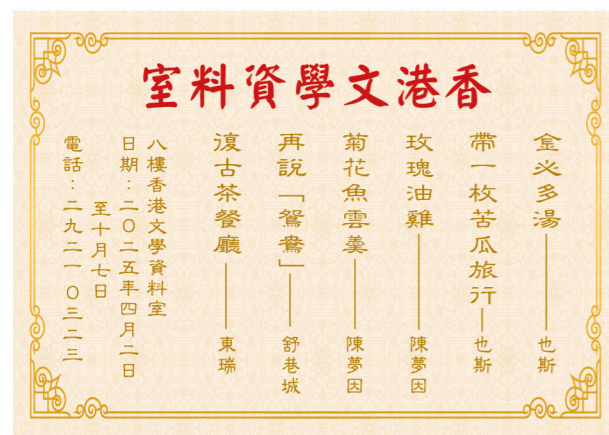 香港文學資料室
金必多湯——也斯
帶一枚苦瓜旅行——也斯
玫瑰油雞——陳夢因
菊花魚雲羹——陳夢因
再說「鴛鴦」——舒巷城
復古茶餐廳——東瑞
八樓香港文學資料室
日期：二〇二五年四月二日
至十月七日
電話：二九二一〇三二三